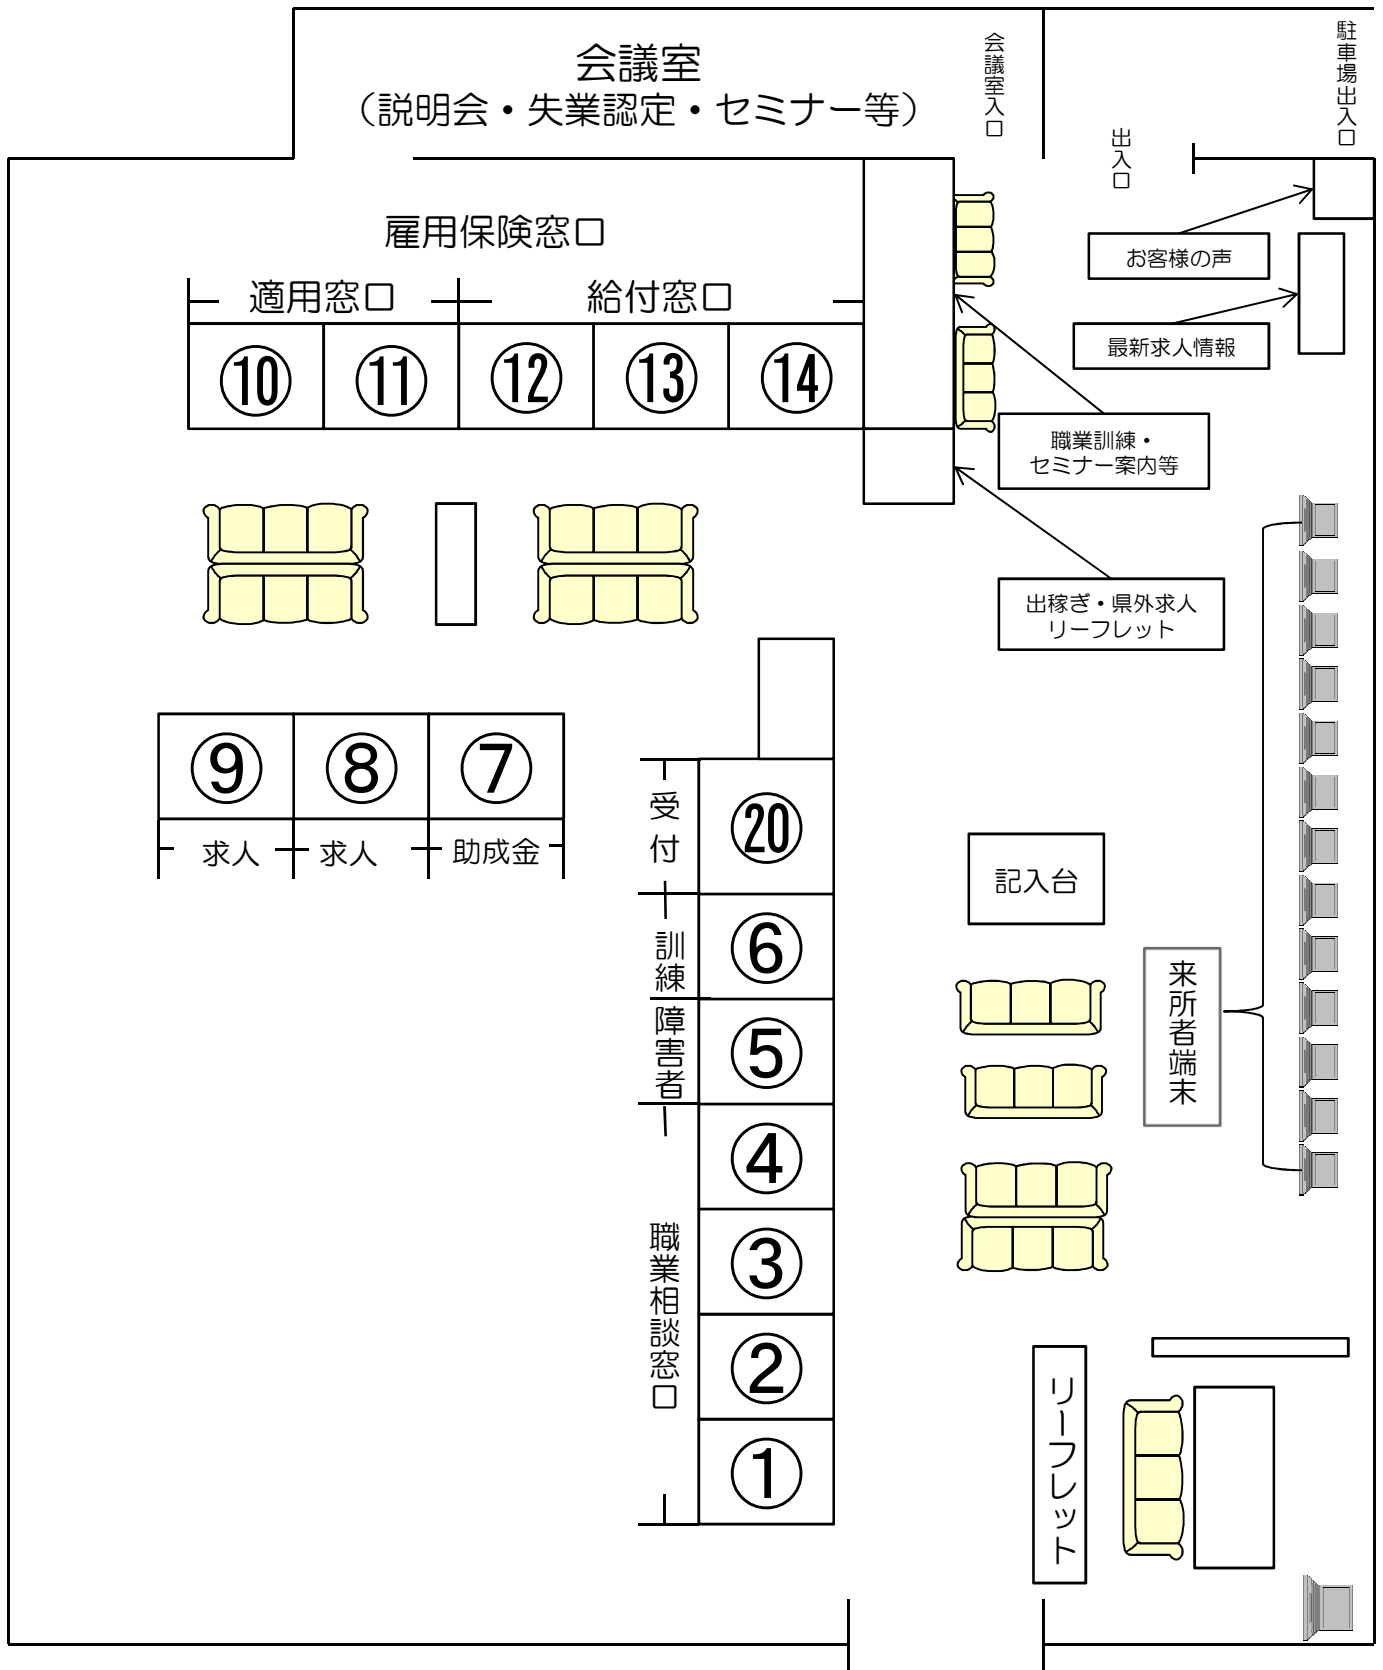 会議室
（説明会・失業認定・セミナー等）
会議室入口
出入口
駐車場出入口
雇用保険窓口
適用窓口
給付窓口
⑩
⑪
⑫
⑬
⑭
お客様の声
最新求人情報
職業訓練・
セミナー案内等
出稼ぎ・県外求人
リーフレット
⑨
⑧
⑦
求人
求人
助成金
受付
⑳
訓練
⑥
障害者
⑤
職業相談窓口
④
③
②
①
記入台
来所者端末
リーフレット